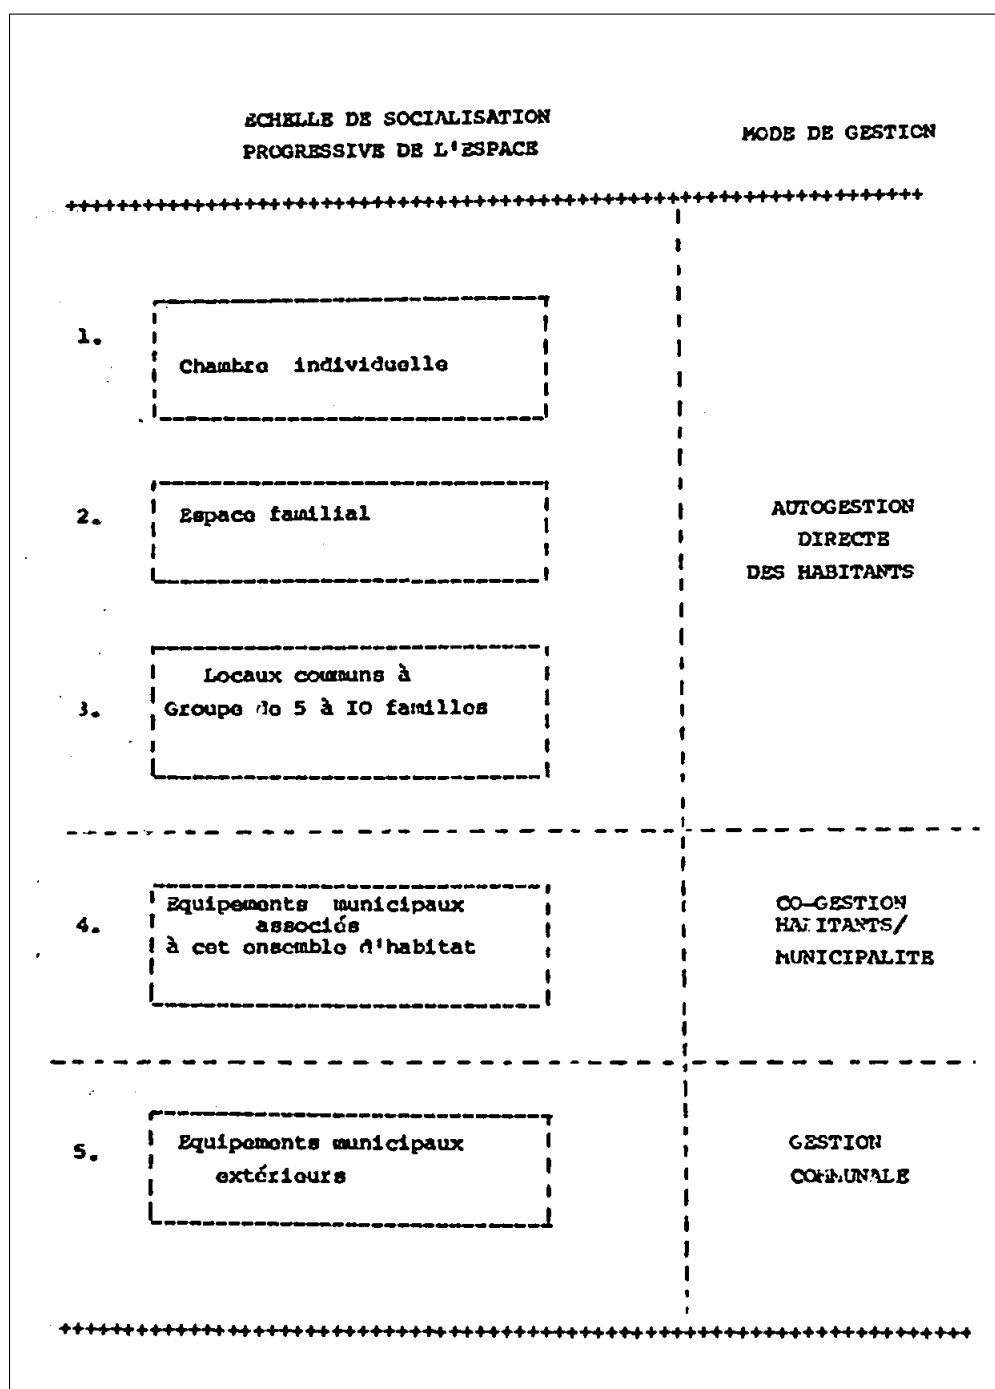 ECHELLE DE SOCIALISATION
PROGRESSIVE DE L'ESPACE
MODE DE GESTION
1.
Chambre individuelle
2.
Espace familial
AUTOGESTION
DIRECTE
DES HABITANTS
3.
Locaux communs à
Groupe de 5 à IO familles
4.
Equipements municipaux
associés
à cet ensemble d'habitat
CO-GESTION
HABITANTS/
MUNICIPALITE
5.
Equipements municipaux
extérieurs
GESTION
COMMUNALE